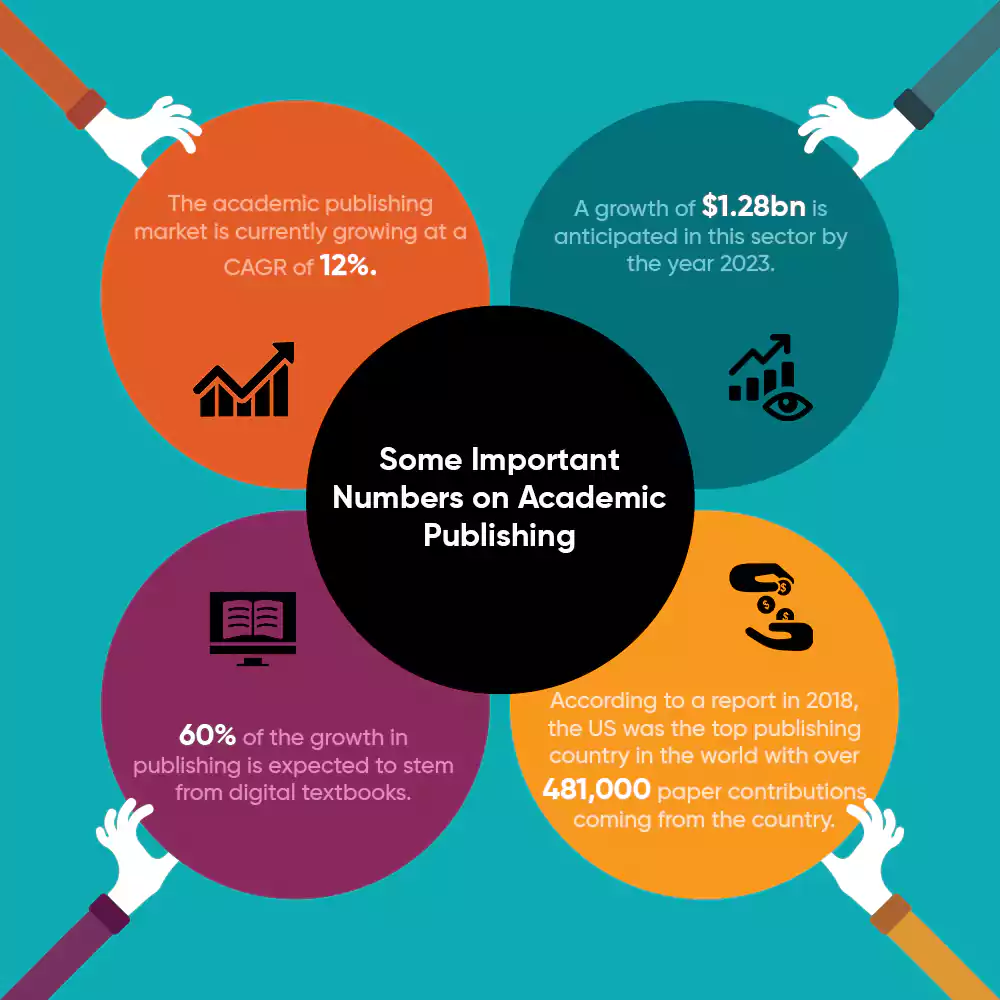 The academic publishing
market is currently growing at a
CAGR of 12%.
A growth of $1.28bn is
anticipated in this sector by
the year 2023.
Some Important
Numbers on Academic
Publishing
60% of the growth in
publishing is expected to stem
from digital textbooks.
According to a report in 2018,
the US was the top publishing
country in the world with over
481,000 paper contributions
coming from the country.